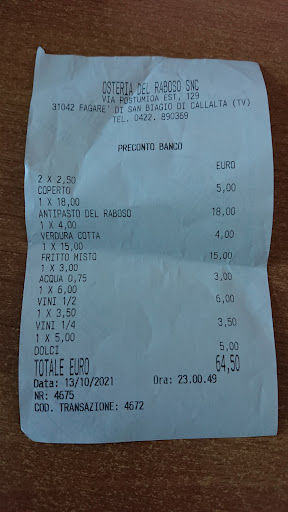 OSTERIA DEL RABOSO SNC
VIA POSTUMIOA EST, 129
31042 FAGARE' DI SAN BIAGIO DI CALLALTA (TV)
TEL. 0422. 890369
PRECONTO BANCO
EURO
2 X 2,50
COPERTO 5,00
1 X 18,00
ANTIPASTO DEL RABOSO 18,00
1 X 4,00
VERDURA COTTA 4,00
1 X 15,00
FRITTO MISTO 15,00
1 X 3,00
ACQUA 0,75 3,00
1 X 6,00
VINI 1/2 6,00
1 X 3,50
VINI 1/4 3,50
1 X 5,00
DOLCI 5,00
TOTALE EURO 64,50
Data: 13/10/2021 Ora: 23.00.49
NR: 4675
COD. TRANSAZIONE: 4672